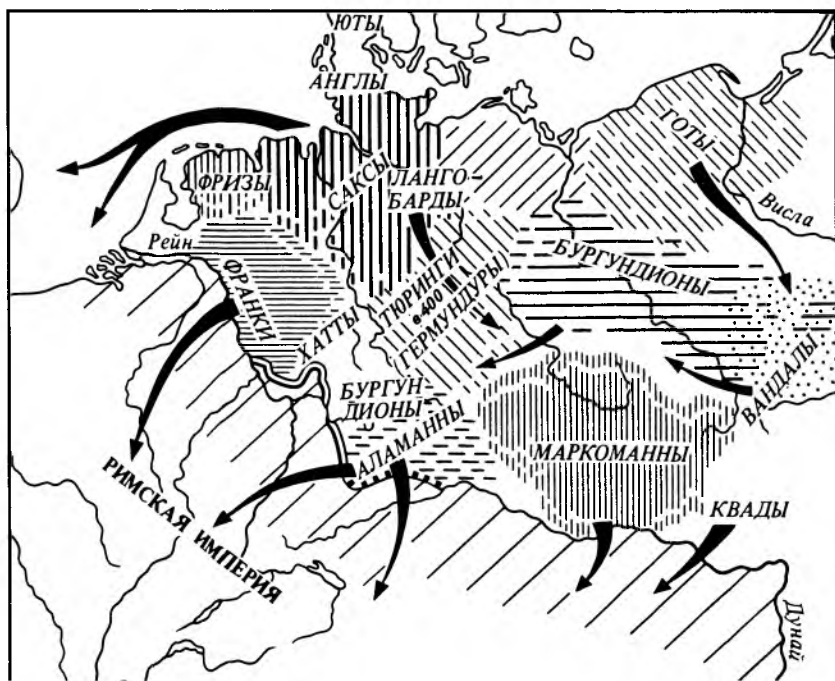 ЮТЫ
АНГЛЫ
ФРИЗЫ
САКСЫ
ЛАНГО-
БАРДЫ
ГОТЫ
Висла
Рейн
ФРАНКИ
ХАТТЫ
ТЮРИНГИ
в 400
ГЕРМУНДУРЫ
БУРГУНДИОНЫ
ВАНДАЛЫ
БУРГУН-
ДИОНЫ
АЛАМАННЫ
МАРКОМАННЫ
КВАДЫ
РИМСКАЯ ИМПЕРИЯ
Дунай